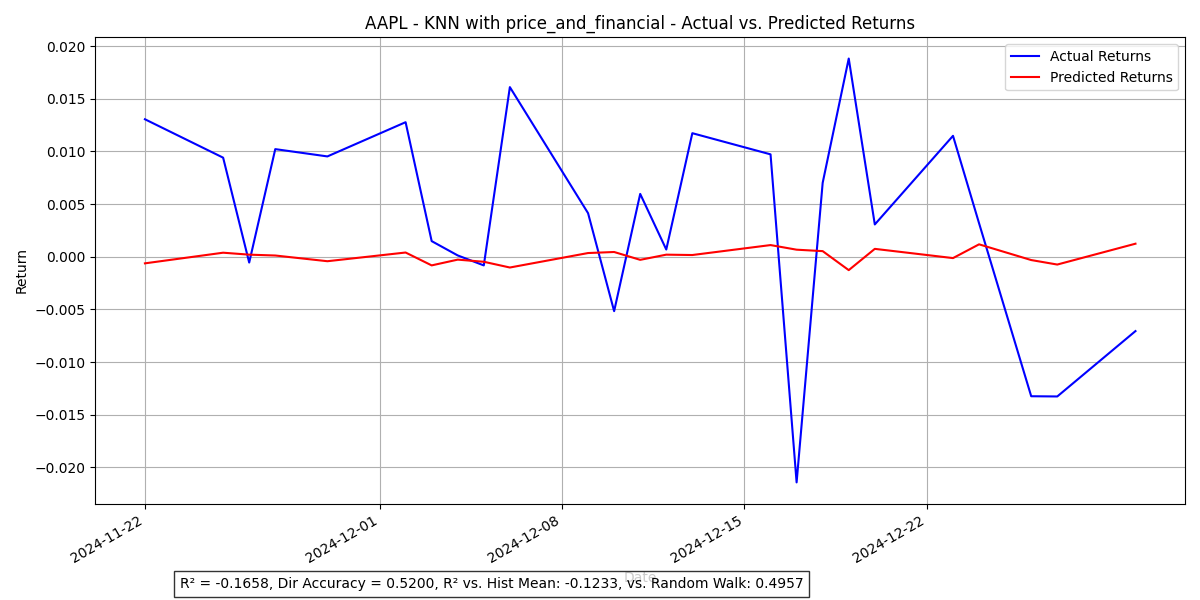 AAPL - KNN with price_and_financial - Actual vs. Predicted Returns
0.020
0.015
0.010
0.005
0.000
−0.005
−0.010
−0.015
−0.020
Return
Actual Returns
Predicted Returns
2024-11-22
2024-12-01
2024-12-08
2024-12-15
2024-12-22
Date
R² = -0.1658, Dir Accuracy = 0.5200, R² vs. Hist Mean: -0.1233, vs. Random Walk: 0.4957